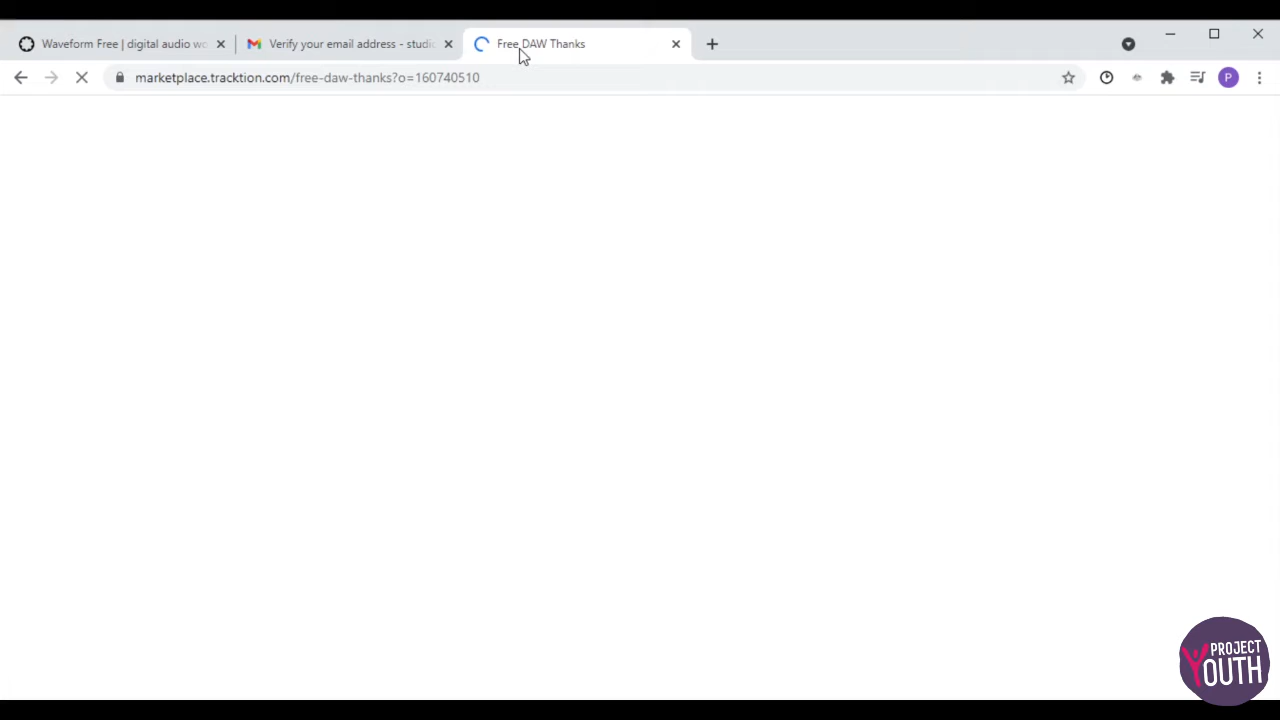 Waveform Free | digital audio wo
Verify your email address - studi
Free DAW Thanks
marketplace.tracktion.com/free-daw-thanks?o=160740510
P
PROJECT
YOUTH